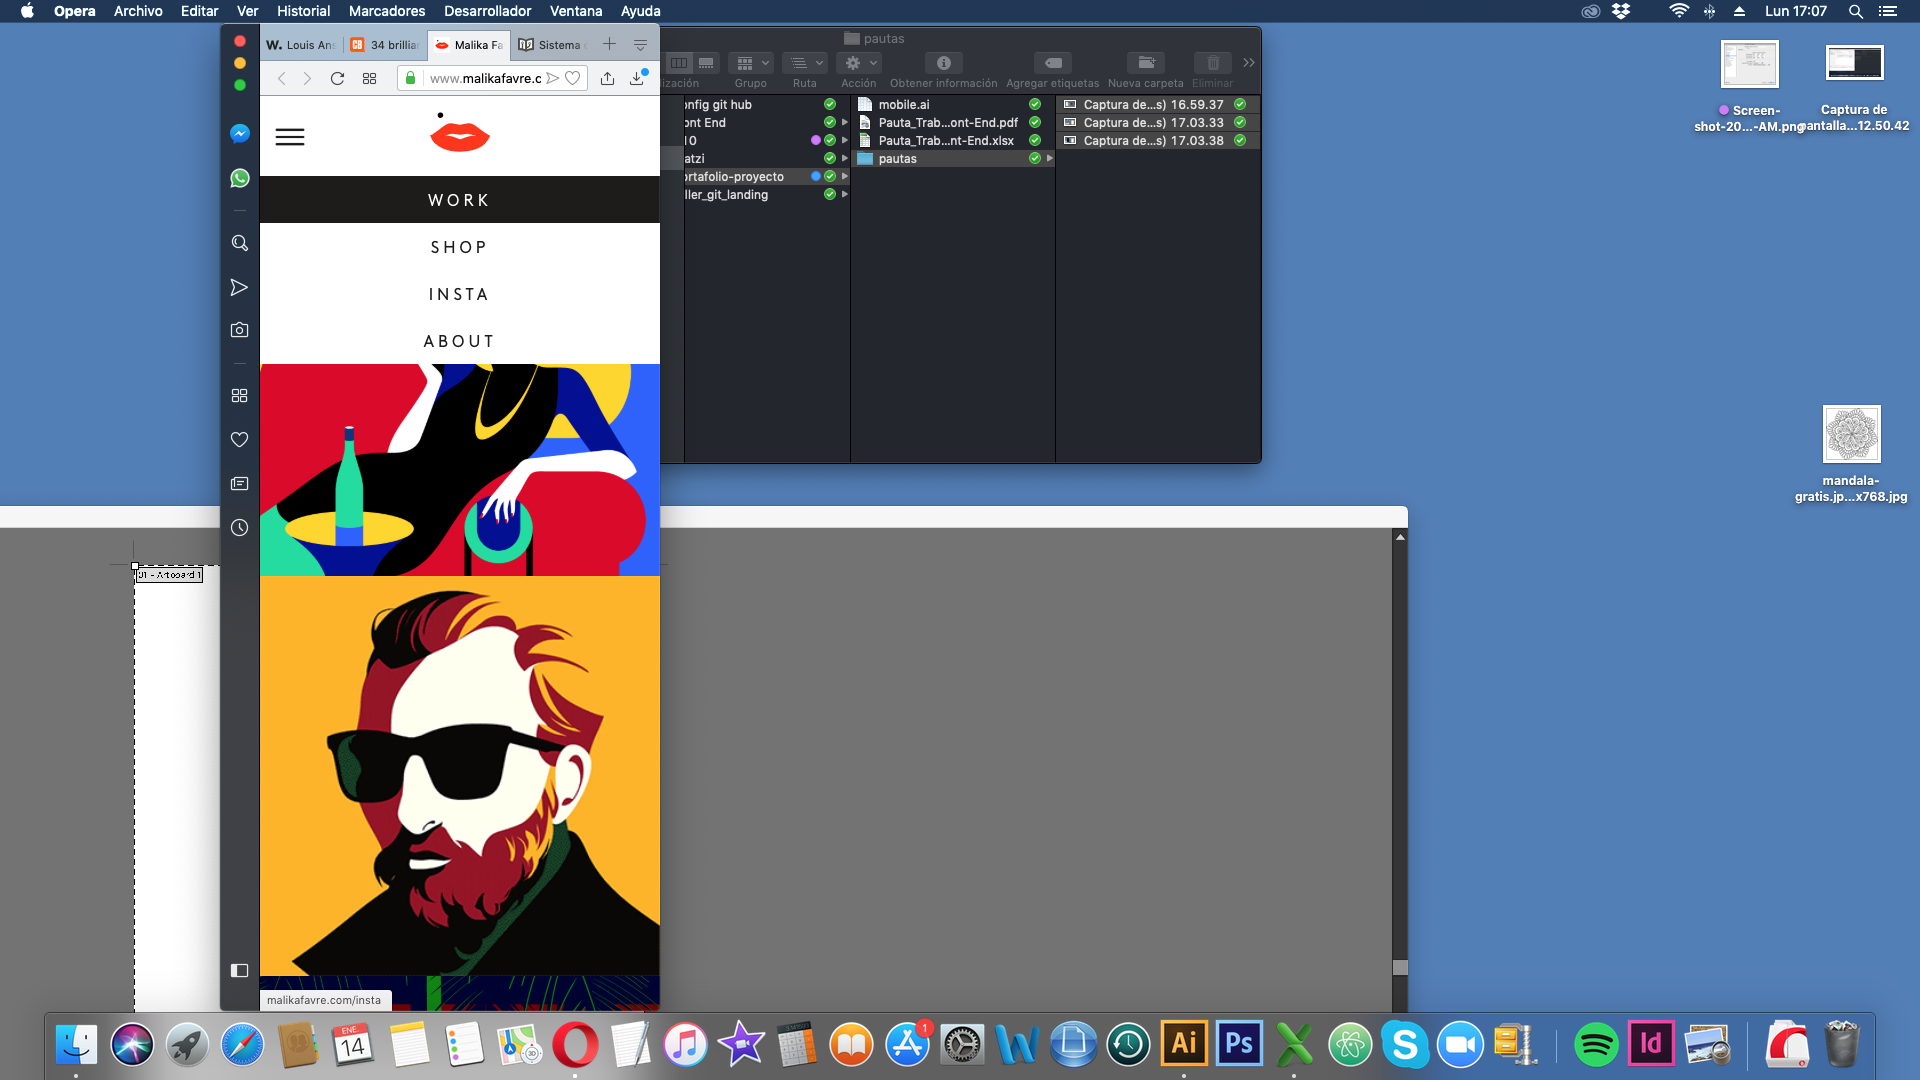 Opera Archivo Editar Ver Historial Marcadores Desarrollador Ventana Ayuda
Lun 17:07
W. Louis An
CB 34 brillia
Malika Fa
Sistema
www.malikafavre.c
WORK
SHOP
INSTA
ABOUT
malikafavre.com/insta
pautas
Grupo Ruta Acción Obtener información Agregar etiquetas Nueva carpeta Eliminar
nfig git hub
ont End
10
atzi
ortafolio-proyecto
ller_git_landing
mobile.ai
Pauta_Trab...ont-End.pdf
Pauta_Trab...nt-End.xlsx
pautas
Captura de...s) 16.59.37
Captura de...s) 17.03.33
Captura de...s) 17.03.38
Screen-
shot-20...-AM.png
Captura de
pantalla...12.50.42
mandala-
gratis.jp...x768.jpg
01 - Artboard 1
ENE.
14
3D
1
Ai
Ps
S
Id